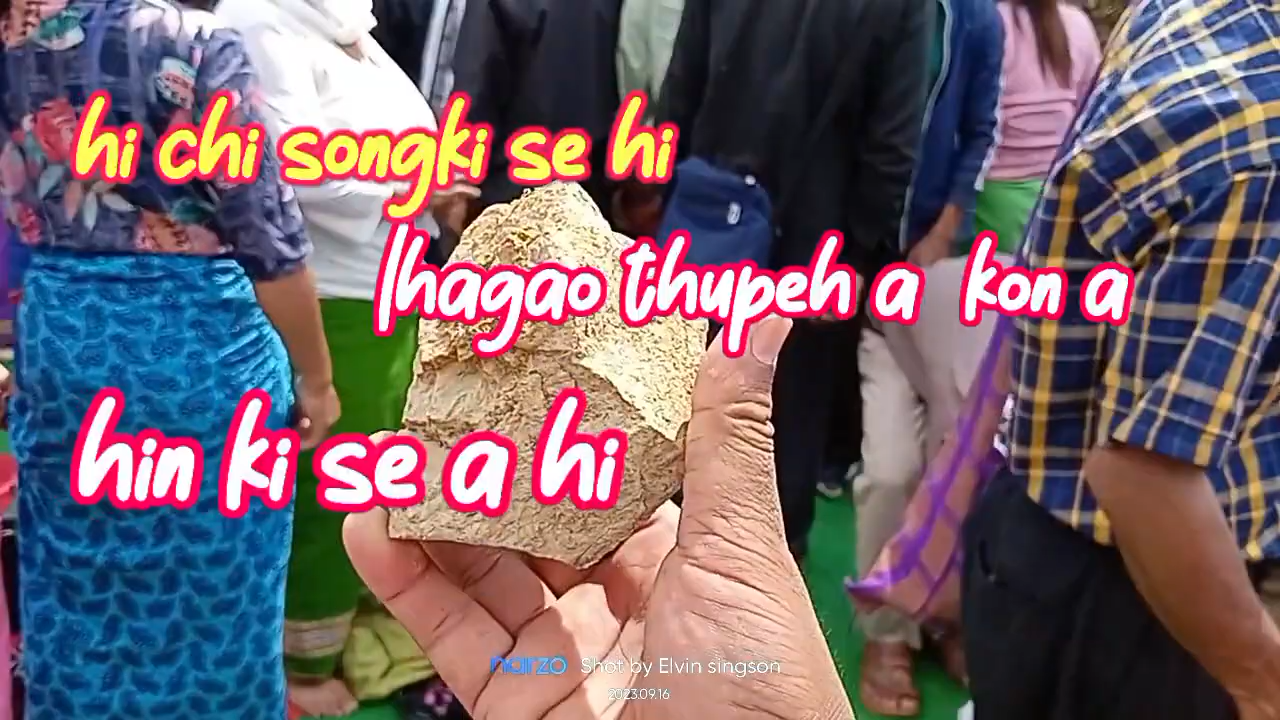 hi chi songki se hi
lhagao thupeh a kon a
hin ki se a hi
narzo Shot by Elvin singson
2023.09.16